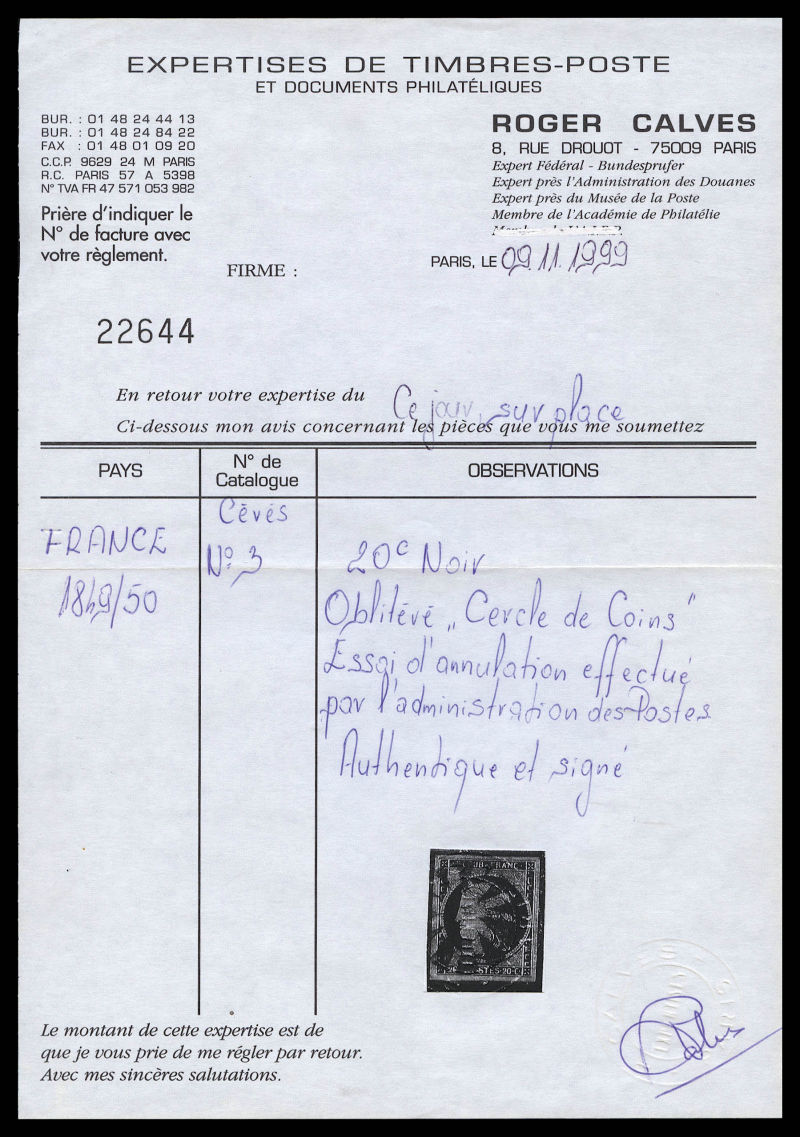 EXPERTISES DE TIMBRES-POSTE
ET DOCUMENTS PHILATÉLIQUES
BUR. : 01 48 24 44 13
BUR. : 01 48 24 84 22
FAX : 01 48 01 09 20
C.C.P. 9629 24 M PARIS
R.C. PARIS 57 A 5398
N° TVA FR 47 571 053 982
Prière d'indiquer le
N° de facture avec
votre règlement.
ROGER CALVES
8, RUE DROUOT - 75009 PARIS
Expert Fédéral - Bundesprufer
Expert près l'Administration des Douanes
Expert près du Musée de la Poste
Membre de l'Académie de Philatélie
FIRME :
PARIS, LE 09.11.1999
22644
En retour votre expertise du Ce jour, sur place
Ci-dessous mon avis concernant les pièces que vous me soumettez
PAYS
N° de
Catalogue
OBSERVATIONS
FRANCE
1849/50
Cérés
N° 3
20c Noir
Oblitéré „Cercle de Coins"
Essai d'annulation effectué
par l'administration des Postes
Authentique et signé
Le montant de cette expertise est de
que je vous prie de me régler par retour.
Avec mes sincères salutations.